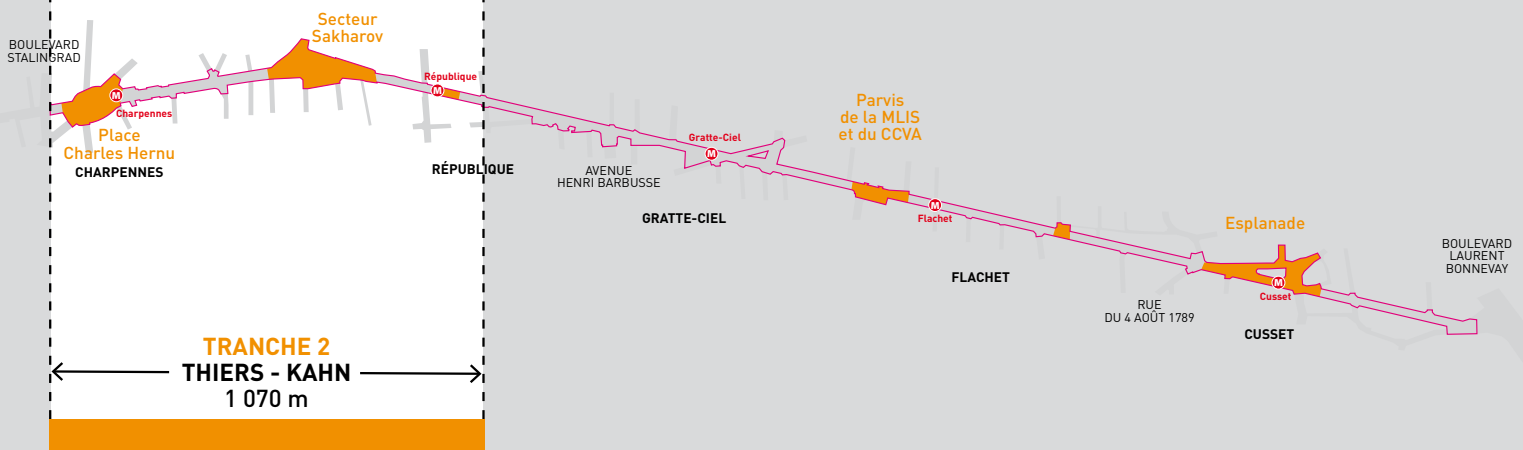 BOULEVARD
STALINGRAD
Secteur
Sakharov
République
M
M
Charpennes
Place
Charles Hernu
CHARPENNES
RÉPUBLIQUE
Parvis
de la MLIS
et du CCVA
Gratte-Ciel
M
AVENUE
HENRI BARBUSSE
GRATTE-CIEL
M
Flachet
FLACHET
Esplanade
M
Cusset
BOULEVARD
LAURENT
BONNEVAY
RUE
DU 4 AOÛT 1789
CUSSET
TRANCHE 2
THIERS - KAHN
1 070 m